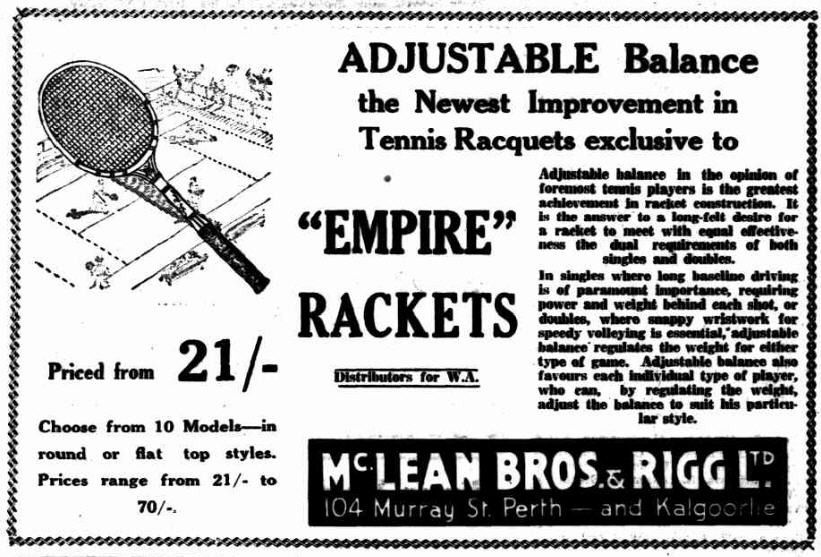 ADJUSTABLE Balance
the Newest Improvement in
Tennis Racquets exclusive to
"EMPIRE"
RACKETS
Distributors for W.A.
Adjustable balance in the opinion of
foremost tennis players is the greatest
achievement in racket construction. It
is the answer to a long-felt desire for
a racket to meet with equal effective-
ness the dual requirements of both
singles and doubles.
In singles where long baseline driving
is of paramount importance, requiring
power and weight behind each shot, or
doubles, where snappy wristwork for
speedy volleying is essential, adjustable
balance regulates the weight for either
type of game. Adjustable balance also
favours each individual type of player,
who can, by regulating the weight,
adjust the balance to suit his particu-
lar style.
Priced from 21/-
Choose from 10 Models—in
round or flat top styles.
Prices range from 21/- to
70/-.
McLEAN BROS. & RIGG LTD.
104 Murray St. Perth — and Kalgoorlie